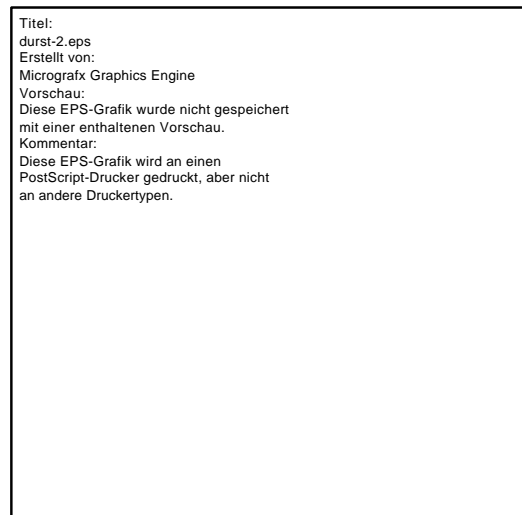 Titel:
durst-2.eps
Erstellt von:
Micrografx Graphics Engine
Vorschau:
Diese EPS-Grafik wurde nicht gespeichert
mit einer enthaltenen Vorschau.
Kommentar:
Diese EPS-Grafik wird an einen
PostScript-Drucker gedruckt, aber nicht
an andere Druckertypen.